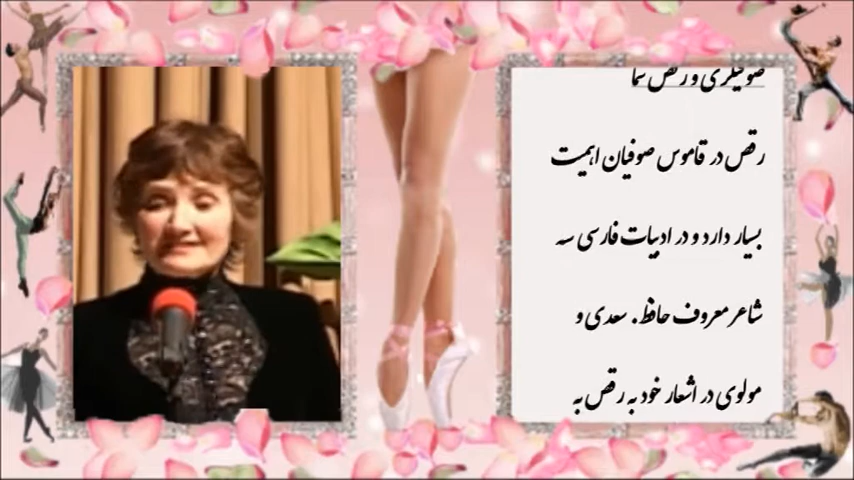 صوفیگری و رقص سما
رقص در قاموس صوفیان اهمیت
بسیار دارد و در ادبیات فارسی سه
شاعر معروف حافظ. سعدی و
مولوی در اشعار خود به رقص به